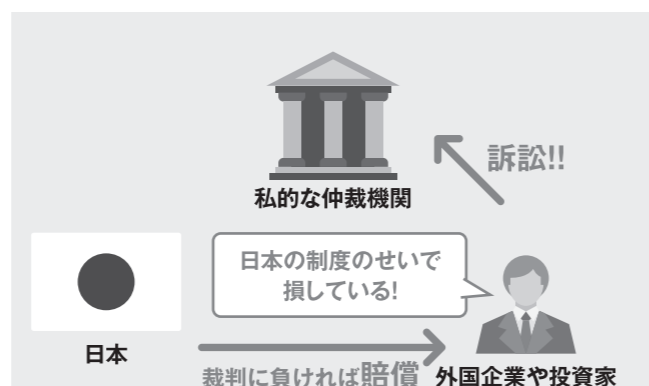 訴訟!!
私的な仲裁機関
日本の制度のせいで
損している!
日本
裁判に負ければ賠償
外国企業や投資家